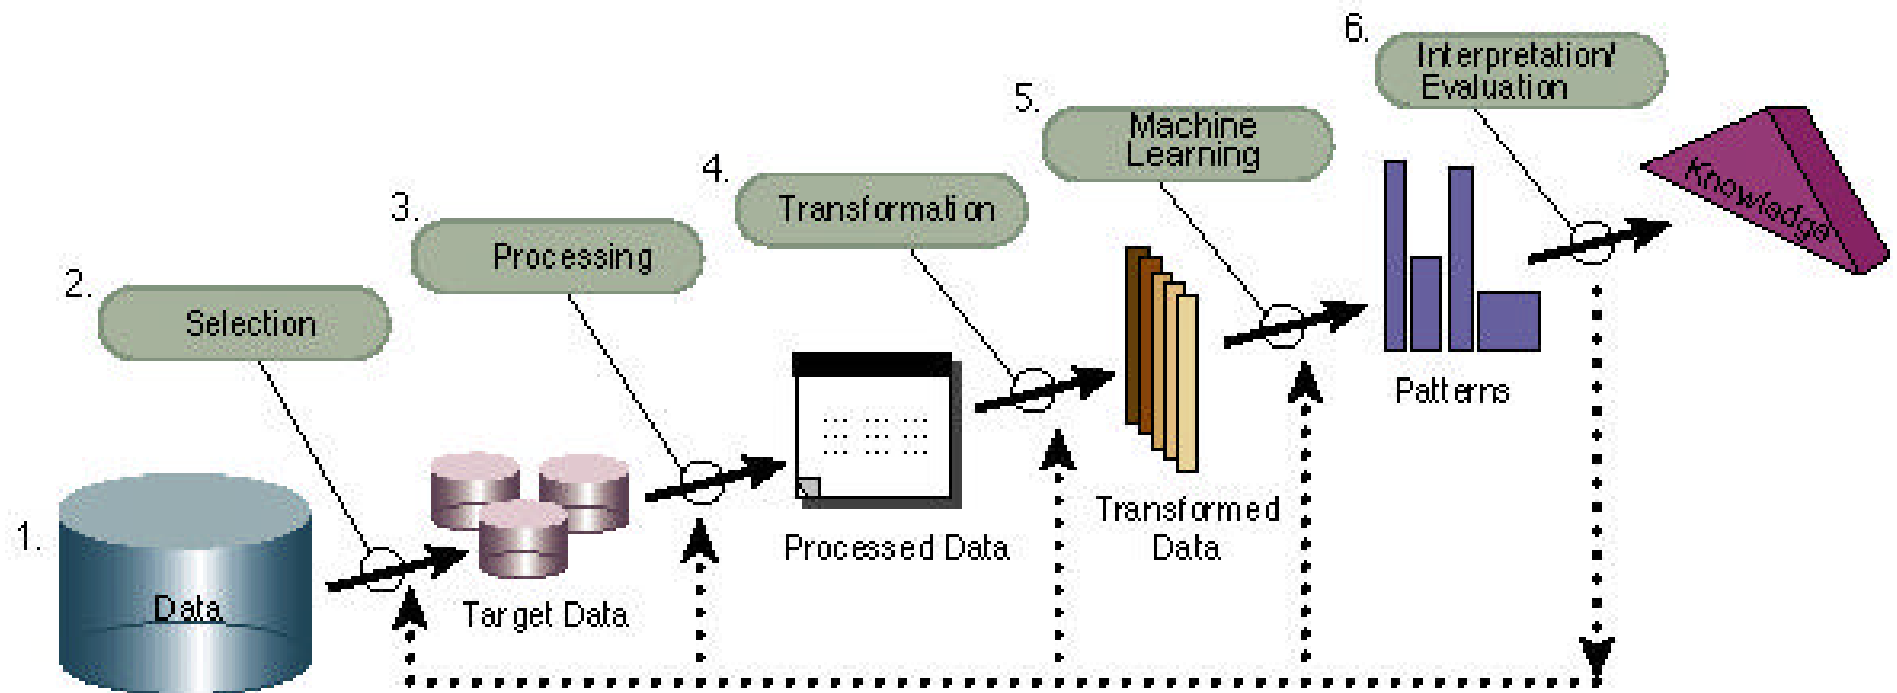 6.
Interpretation/
Evaluation
5.
Machine
Learning
4.
Transformation
3.
Processing
2.
Selection
1.
Data
Target Data
Processed Data
Transformed
Data
Patterns
Knowladge